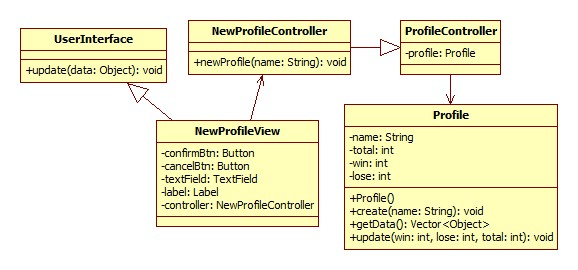 UserInterface
+update(data: Object): void
NewProfileController
+newProfile(name: String): void
ProfileController
-profile: Profile
NewProfileView
-confirmBtn: Button
-cancelBtn: Button
-textField: TextField
-label: Label
-controller: NewProfileController
Profile
-name: String
-total: int
-win: int
-lose: int
+Profile()
+create(name: String): void
+getData(): Vector<Object>
+update(win: int, lose: int, total: int): void